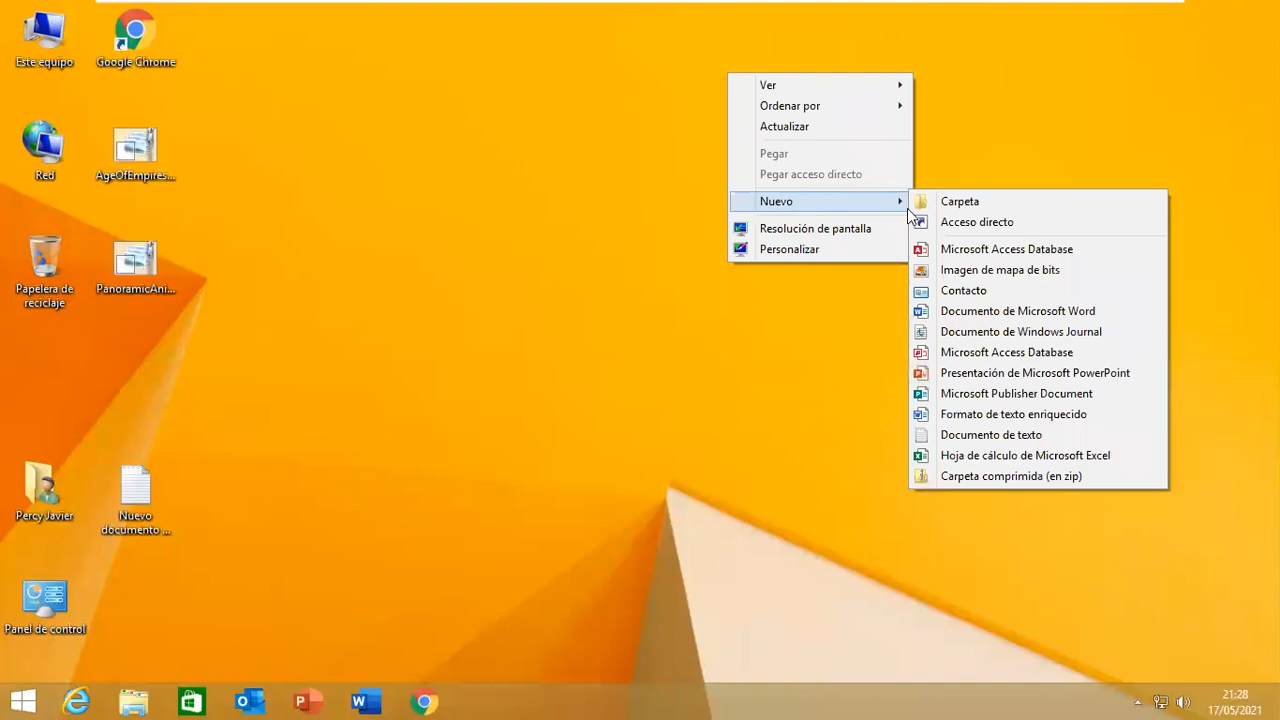 Este equipo
Google Chrome
Red
AgeOfEmpires...
Papelera de
reciclaje
PanoramicAni...
Percy Javier
Nuevo
documento ...
Panel de control
Ver
Ordenar por
Actualizar
Pegar
Pegar acceso directo
Nuevo
Resolución de pantalla
Personalizar
Carpeta
Acceso directo
Microsoft Access Database
Imagen de mapa de bits
Contacto
Documento de Microsoft Word
Documento de Windows Journal
Microsoft Access Database
Presentación de Microsoft PowerPoint
Microsoft Publisher Document
Formato de texto enriquecido
Documento de texto
Hoja de cálculo de Microsoft Excel
Carpeta comprimida (en zip)
21:28
17/05/2021